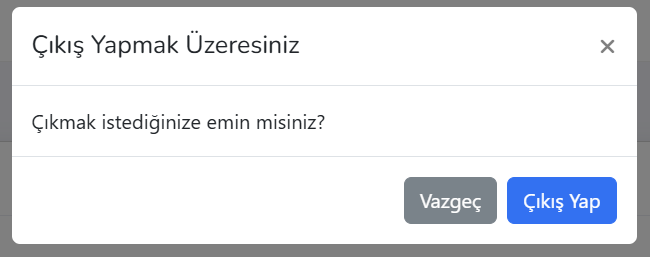 Çıkış Yapmak Üzeresiniz
Çıkmak istediğinize emin misiniz?
Vazgeç
Çıkış Yap